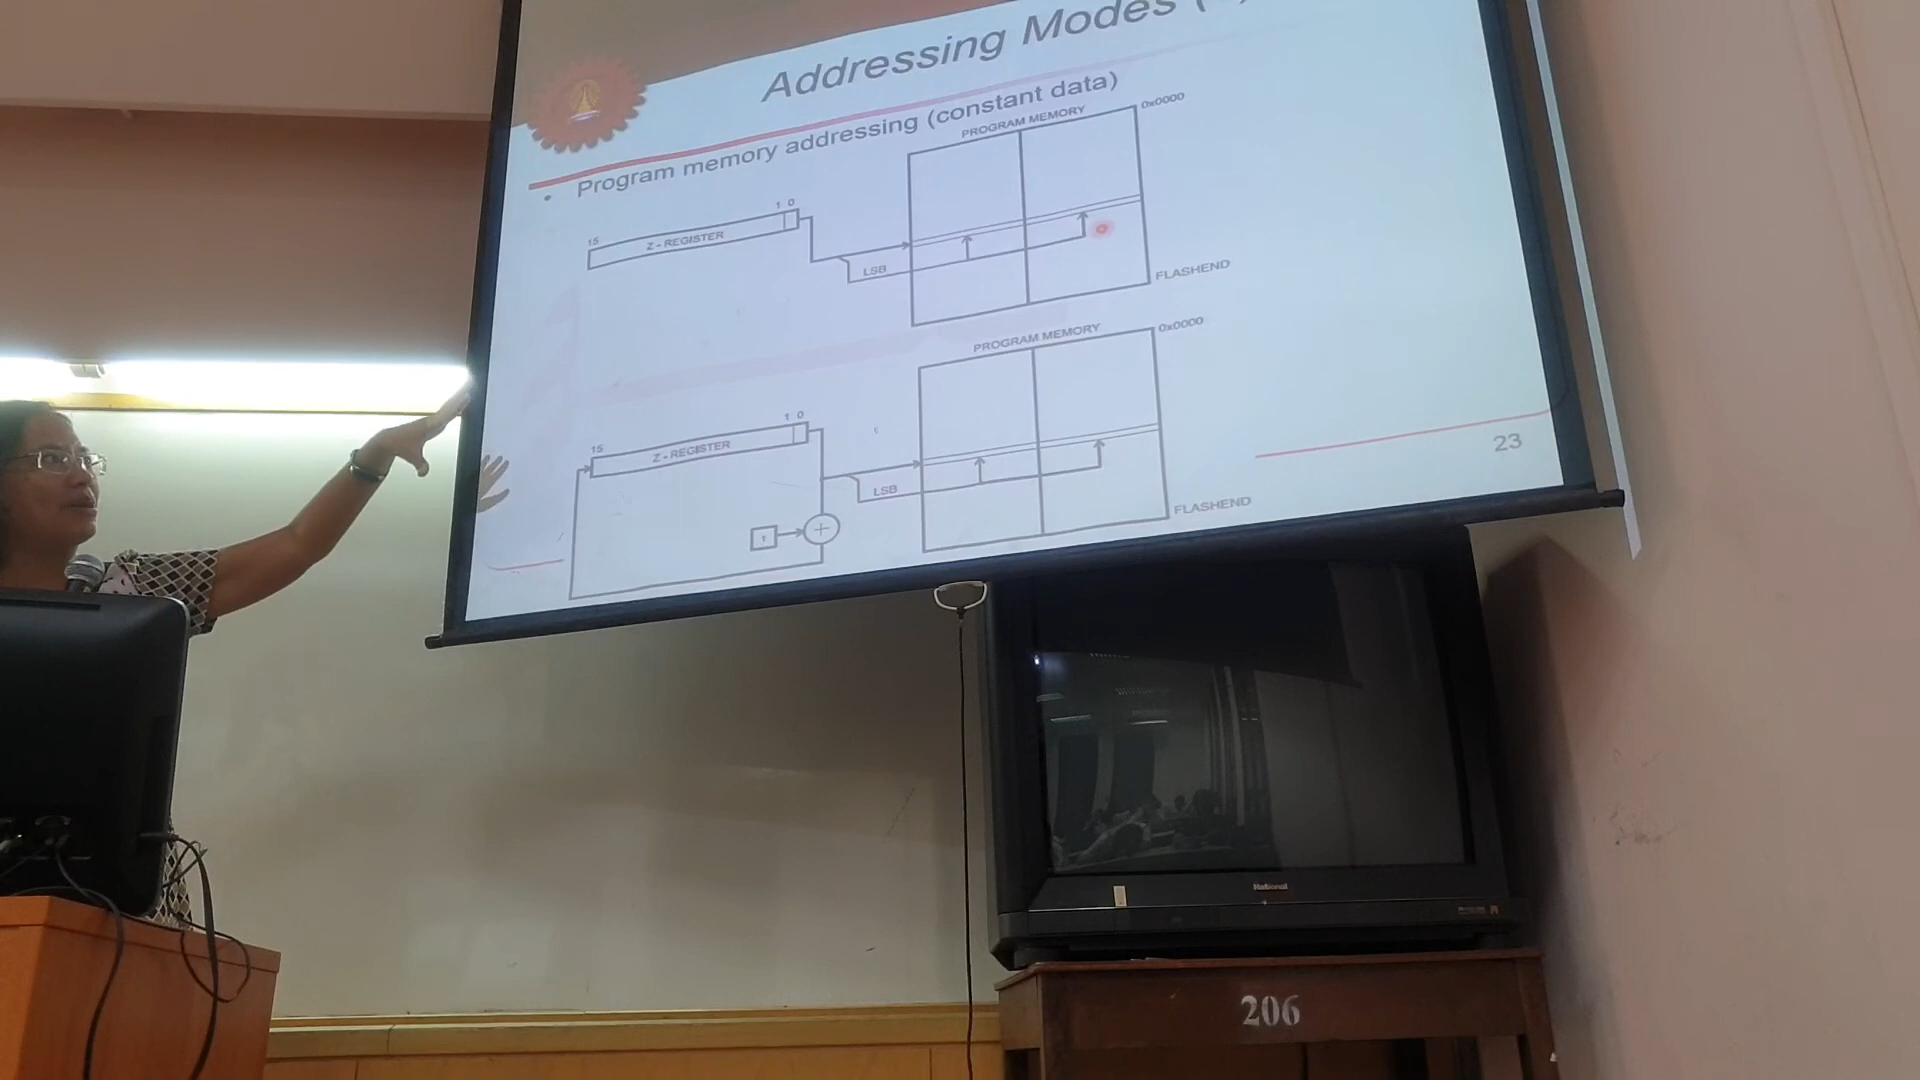 Addressing Modes (
• Program memory addressing (constant data)
PROGRAM MEMORY
0x0000
15
1 0
Z - REGISTER
LSB
FLASHEND
PROGRAM MEMORY
0x0000
15
1 0
Z - REGISTER
LSB
1
+
FLASHEND
23
National
206